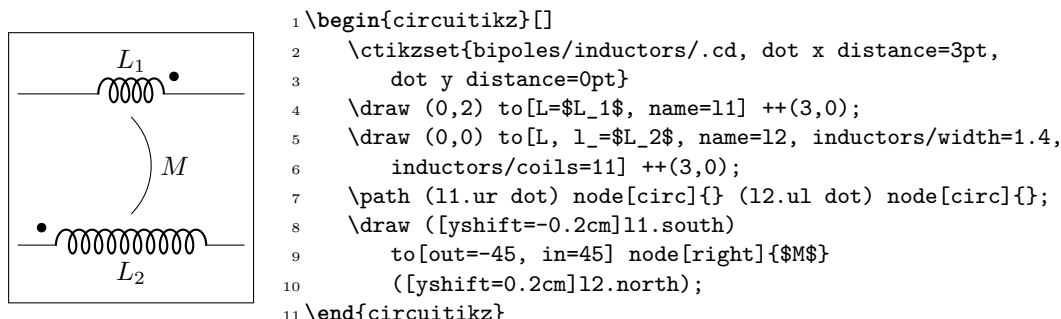 L1
M
L2
1 \begin{circuitikz}[]
2 \ctikzset{bipoles/inductors/.cd, dot x distance=3pt,
3 dot y distance=0pt}
4 \draw (0,2) to[L=$L_1$, name=l1] ++(3,0);
5 \draw (0,0) to[L, l_=$L_2$, name=l2, inductors/width=1.4,
6 inductors/coils=11] ++(3,0);
7 \path (l1.ur dot) node[circ]{} (l2.ul dot) node[circ]{};
8 \draw ([yshift=-0.2cm]l1.south)
9 to[out=-45, in=45] node[right]{$M$}
10 ([yshift=0.2cm]l2.north);
11 \end{circuitikz}